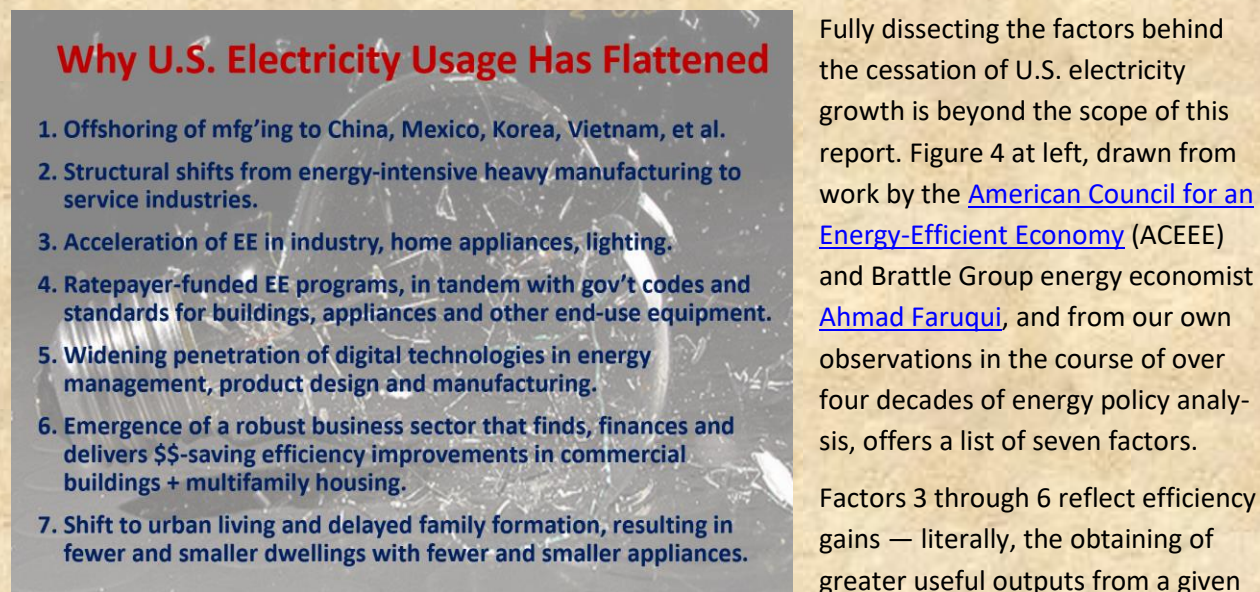 Why U.S. Electricity Usage Has Flattened
1. Offshoring of mfg'ing to China, Mexico, Korea, Vietnam, et al.
2. Structural shifts from energy-intensive heavy manufacturing to
service industries.
3. Acceleration of EE in industry, home appliances, lighting.
4. Ratepayer-funded EE programs, in tandem with gov't codes and
standards for buildings, appliances and other end-use equipment.
5. Widening penetration of digital technologies in energy
management, product design and manufacturing.
6. Emergence of a robust business sector that finds, finances and
delivers $$-saving efficiency improvements in commercial
buildings + multifamily housing.
7. Shift to urban living and delayed family formation, resulting in
fewer and smaller dwellings with fewer and smaller appliances.
Fully dissecting the factors behind
the cessation of U.S. electricity
growth is beyond the scope of this
report. Figure 4 at left, drawn from
work by the American Council for an
Energy-Efficient Economy (ACEEE)
and Brattle Group energy economist
Ahmad Faruqui, and from our own
observations in the course of over
four decades of energy policy analy-
sis, offers a list of seven factors.
Factors 3 through 6 reflect efficiency
gains — literally, the obtaining of
greater useful outputs from a given